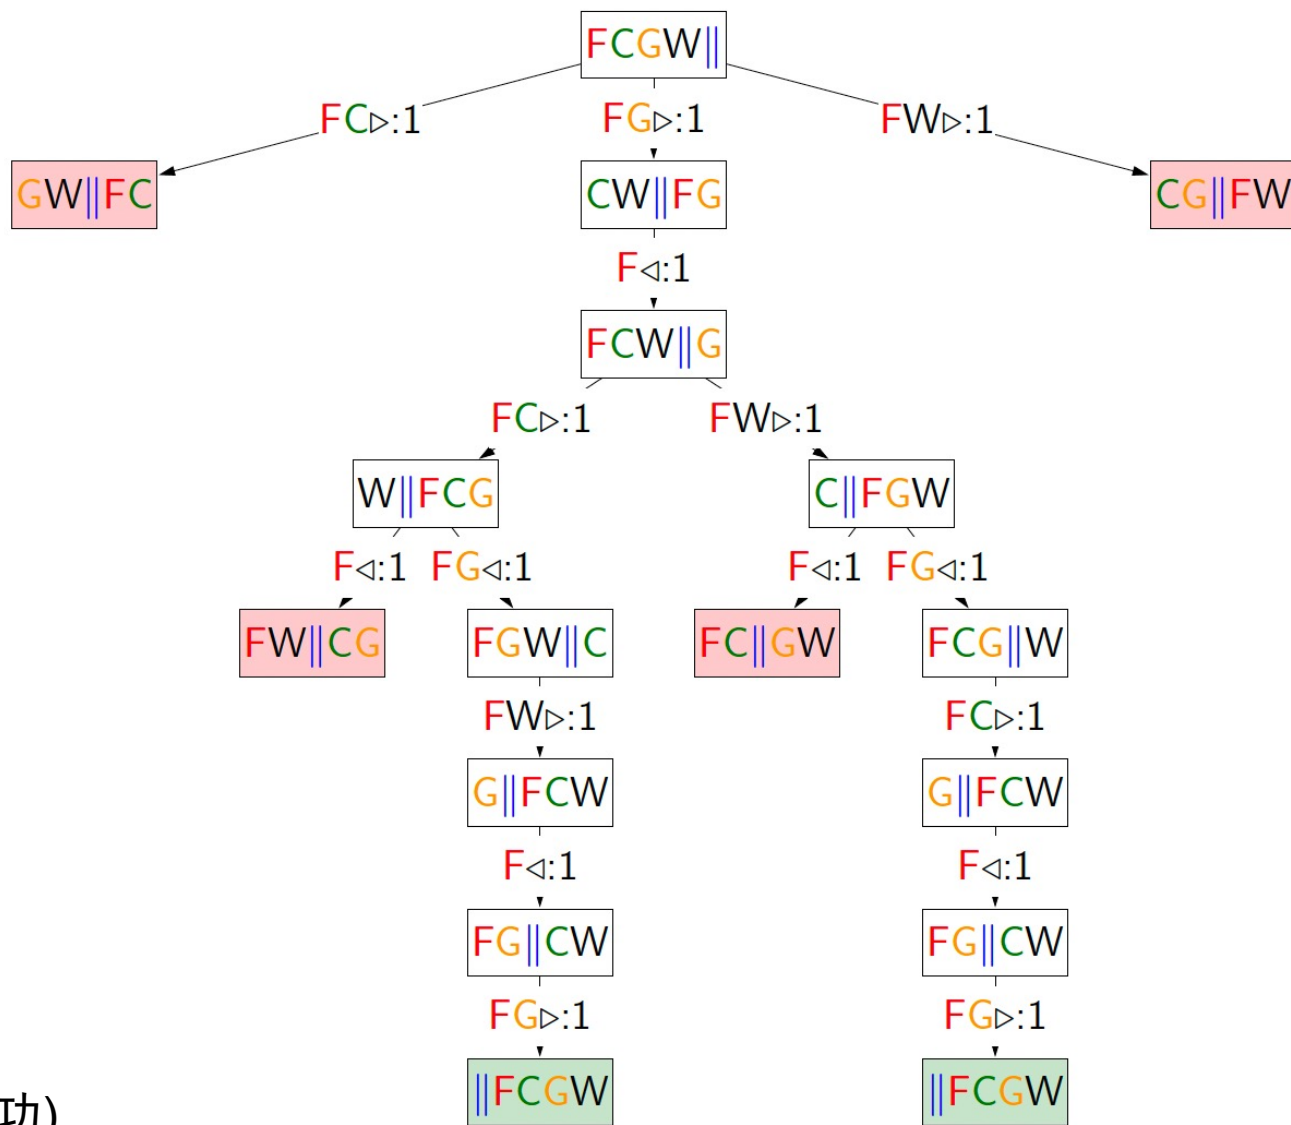 FCGW||
FC▷:1 FG▷:1 FW▷:1
GW||FC CW||FG CG||FW
F◁:1
FCW||G
FC▷:1 FW▷:1
W||FCG C||FGW
F◁:1 FG◁:1 F◁:1 FG◁:1
FW||CG FGW||C FC||GW FCG||W
FW▷:1 FC▷:1
G||FCW G||FCW
F◁:1 F◁:1
FG||CW FG||CW
FG▷:1 FG▷:1
||FCGW ||FCGW
功)